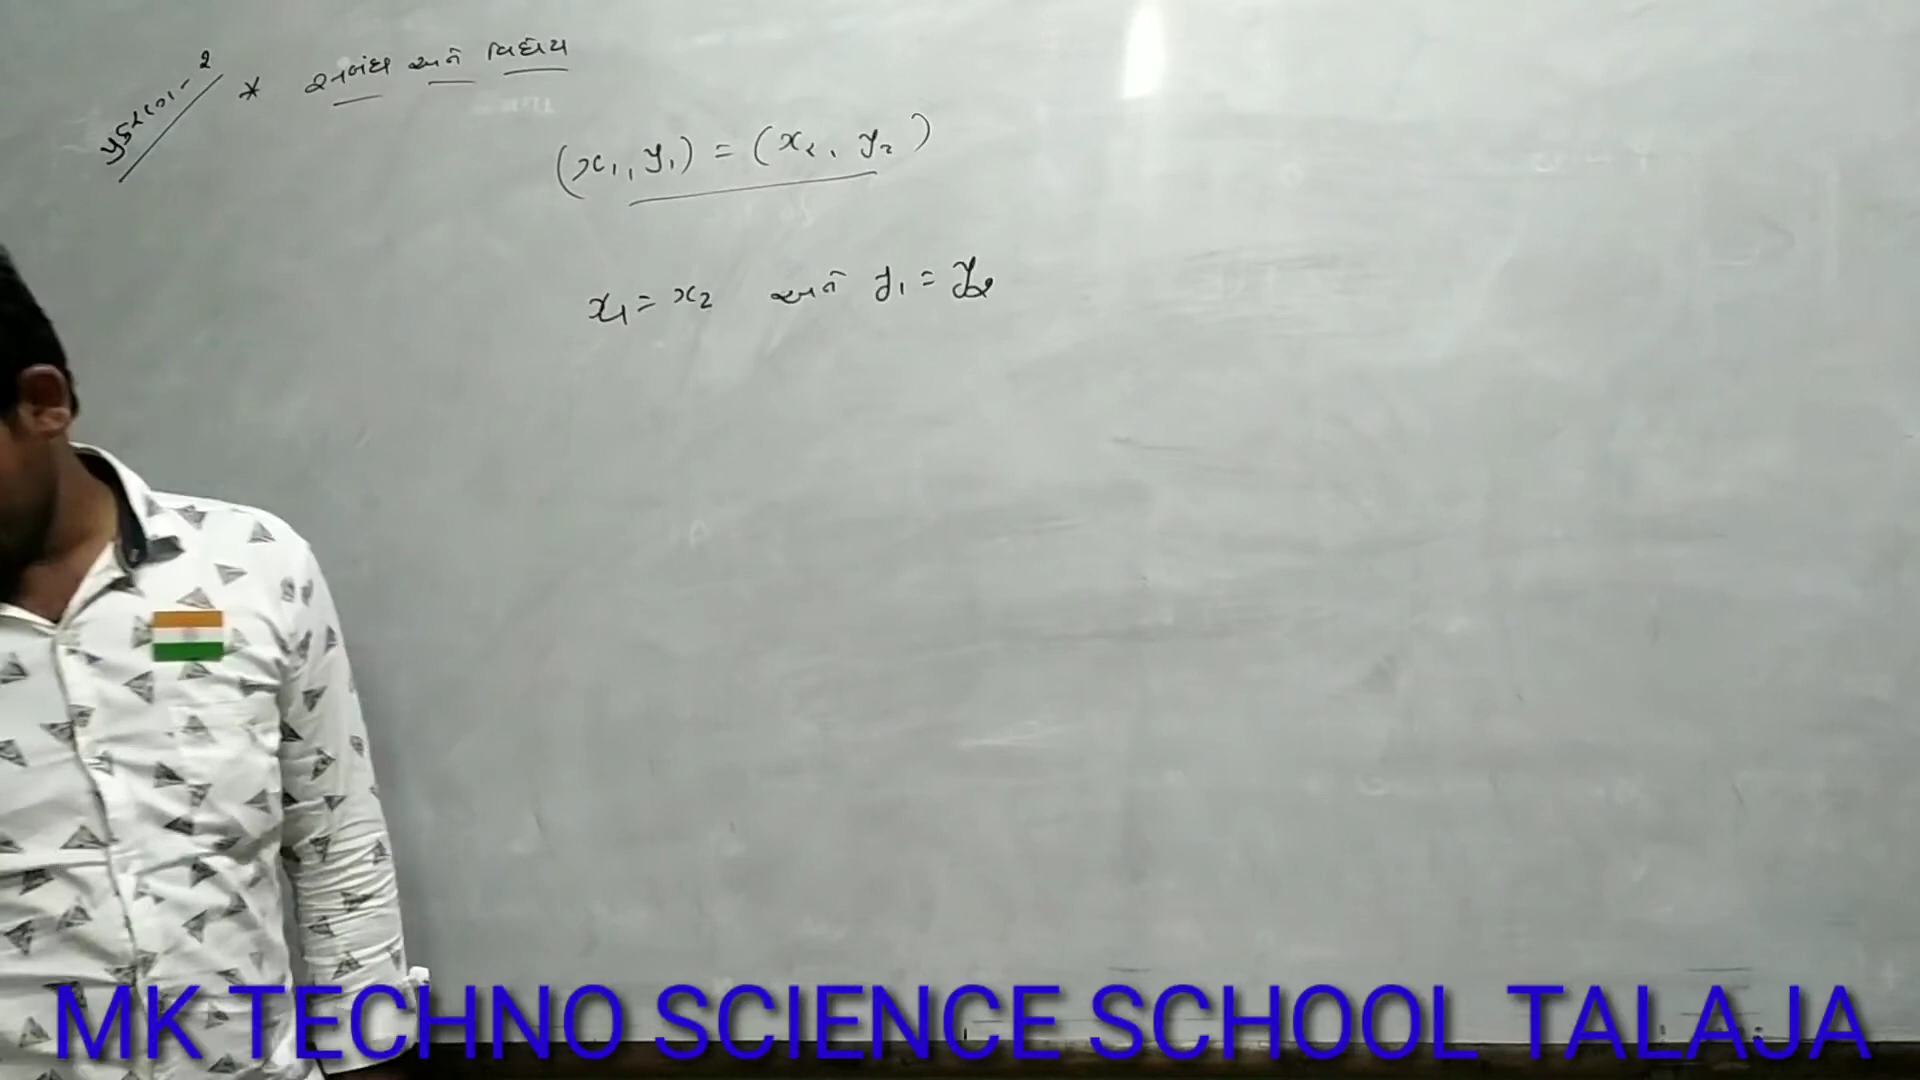 પ્રકરણ-2 * સંબંધ અને વિધેય
(x₁, y₁) = (x₂, y₂)
x₁ = x₂ અને y₁ = y₂
MK TECHNO SCIENCE SCHOOL TALAJA